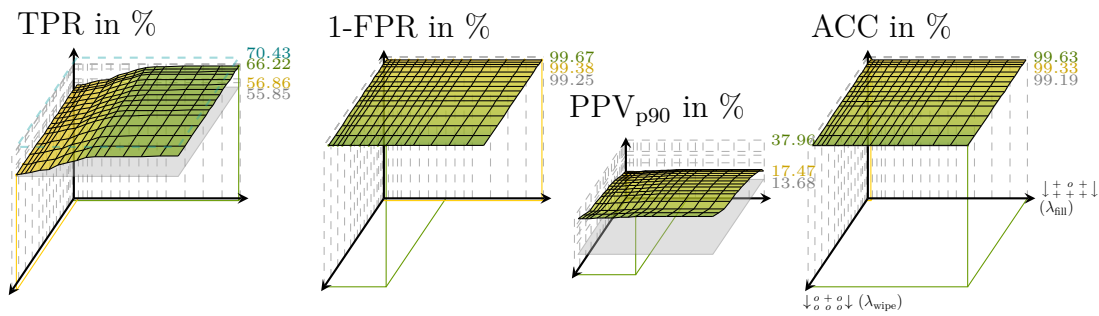 TPR in %
70.43
66.22
56.86
55.85
1-FPR in %
99.67
99.38
99.25
PPVp90 in %
37.96
17.47
13.68
ACC in %
99.63
99.33
99.19
↓ + o + ↓
↓ + + + ↓
(λfill)
↓ o + o ↓ (λwipe)
↓ o o o ↓